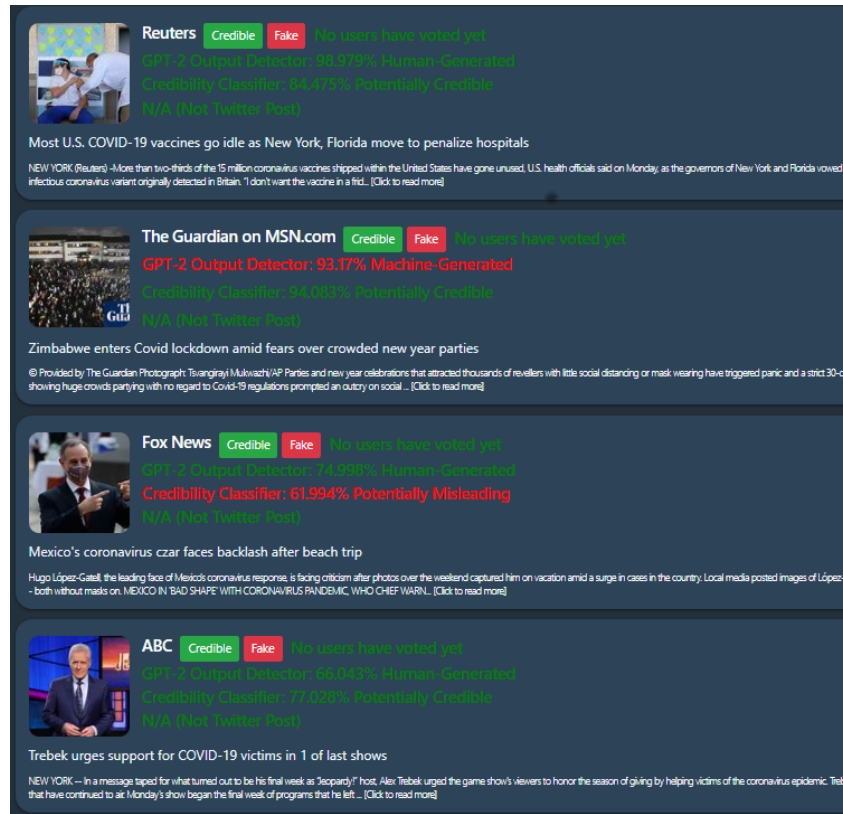 Reuters Credible Fake No users have voted yet
GPT-2 Output Detector: 98.979% Human-Generated
Credibility Classifier: 84.475% Potentially Credible
N/A (Not Twitter Post)
Most U.S. COVID-19 vaccines go idle as New York, Florida move to penalize hospitals
NEW YORK (Reuters) -More than two-thirds of the 15 million coronavirus vaccines shipped within the United States have gone unused, U.S. health officials said on Monday, as the governors of New York and Florida vowed
infectious coronavirus variant originally detected in Britain. "I don't want the vaccine in a frid... [Click to read more]
The Guardian on MSN.com Credible Fake No users have voted yet
GPT-2 Output Detector: 93.17% Machine-Generated
Credibility Classifier: 94.083% Potentially Credible
N/A (Not Twitter Post)
Zimbabwe enters Covid lockdown amid fears over crowded new year parties
© Provided by The Guardian Photograph: Tsvangirayi Mukwazhi/AP Parties and new year celebrations that attracted thousands of revellers with little social distancing or mask wearing have triggered panic and a strict 30-
showing huge crowds partying with no regard to Covid-19 regulations prompted an outcry on social ... [Click to read more]
Fox News Credible Fake No users have voted yet
GPT-2 Output Detector: 74.998% Human-Generated
Credibility Classifier: 61.994% Potentially Misleading
N/A (Not Twitter Post)
Mexico's coronavirus czar faces backlash after beach trip
Hugo López-Gatell, the leading face of Mexico's coronavirus response, is facing criticism after photos over the weekend captured him on vacation amid a surge in cases in the country. Local media posted images of López-
- both without masks on. MEXICO IN 'BAD SHAPE' WITH CORONAVIRUS PANDEMIC, WHO CHIEF WARN... [Click to read more]
ABC Credible Fake No users have voted yet
GPT-2 Output Detector: 66.043% Human-Generated
Credibility Classifier: 77.028% Potentially Credible
N/A (Not Twitter Post)
Trebek urges support for COVID-19 victims in 1 of last shows
NEW YORK -- In a message taped for what turned out to be his final week as "Jeopardy!" host, Alex Trebek urged the game show's viewers to honor the season of giving by helping victims of the coronavirus epidemic.
that have continued to air. Monday's show began the final week of programs that he left ... [Click to read more]